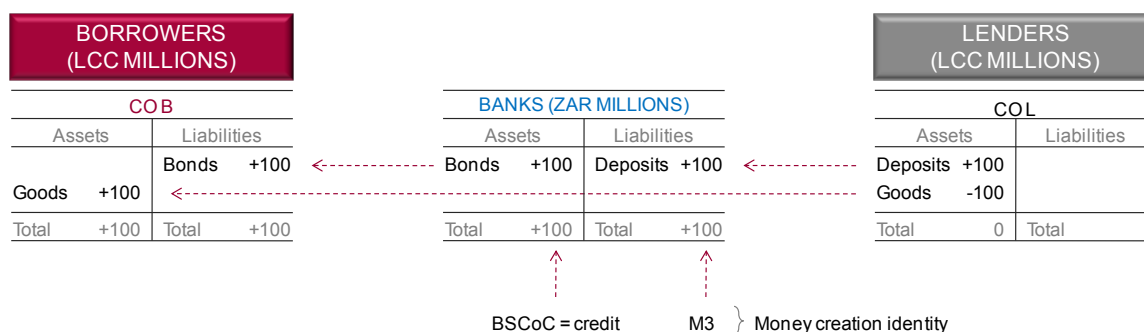 BORROWERS
(LCC MILLIONS)
LENDERS
(LCC MILLIONS)
COB
BANKS (ZAR MILLIONS)
COL
Assets Liabilities Assets Liabilities Assets Liabilities
Bonds +100 Bonds +100 Deposits +100 Deposits +100
Goods +100 Goods -100
Total +100 Total +100 Total +100 Total +100 Total 0 Total
BSCoC = credit M3 } Money creation identity